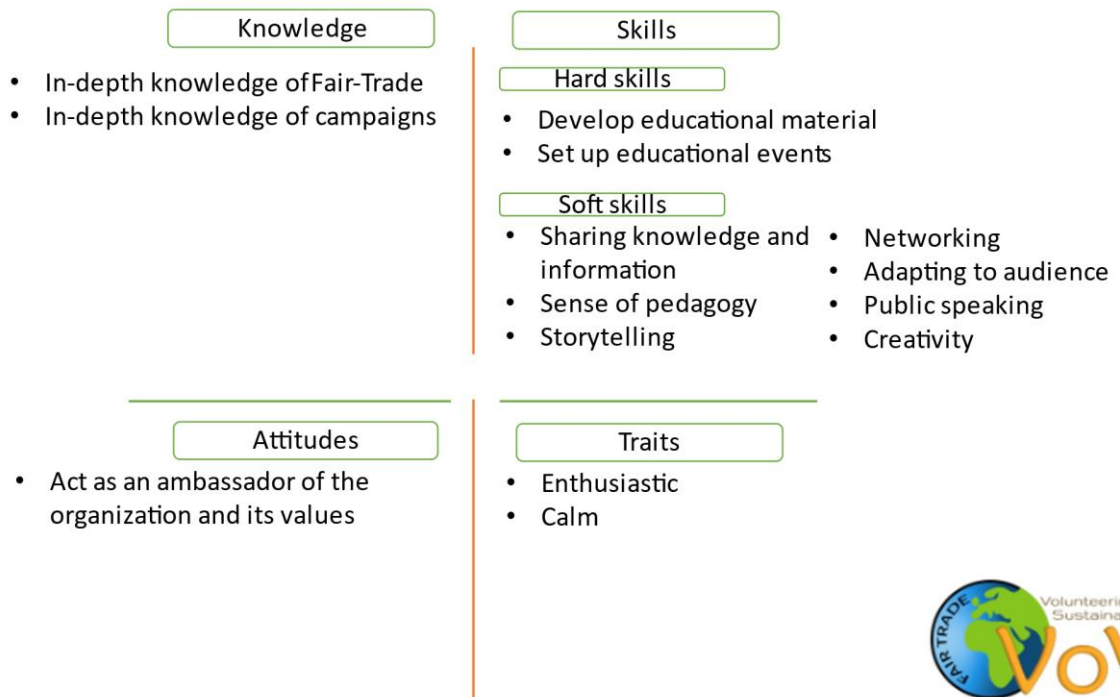 Knowledge
• In-depth knowledge of Fair-Trade
• In-depth knowledge of campaigns
Skills
Hard skills
• Develop educational material
• Set up educational events
Soft skills
• Sharing knowledge and
information
• Sense of pedagogy
• Storytelling
• Networking
• Adapting to audience
• Public speaking
• Creativity
Attitudes
• Act as an ambassador of the
organization and its values
Traits
• Enthusiastic
• Calm
FAIR TRADE